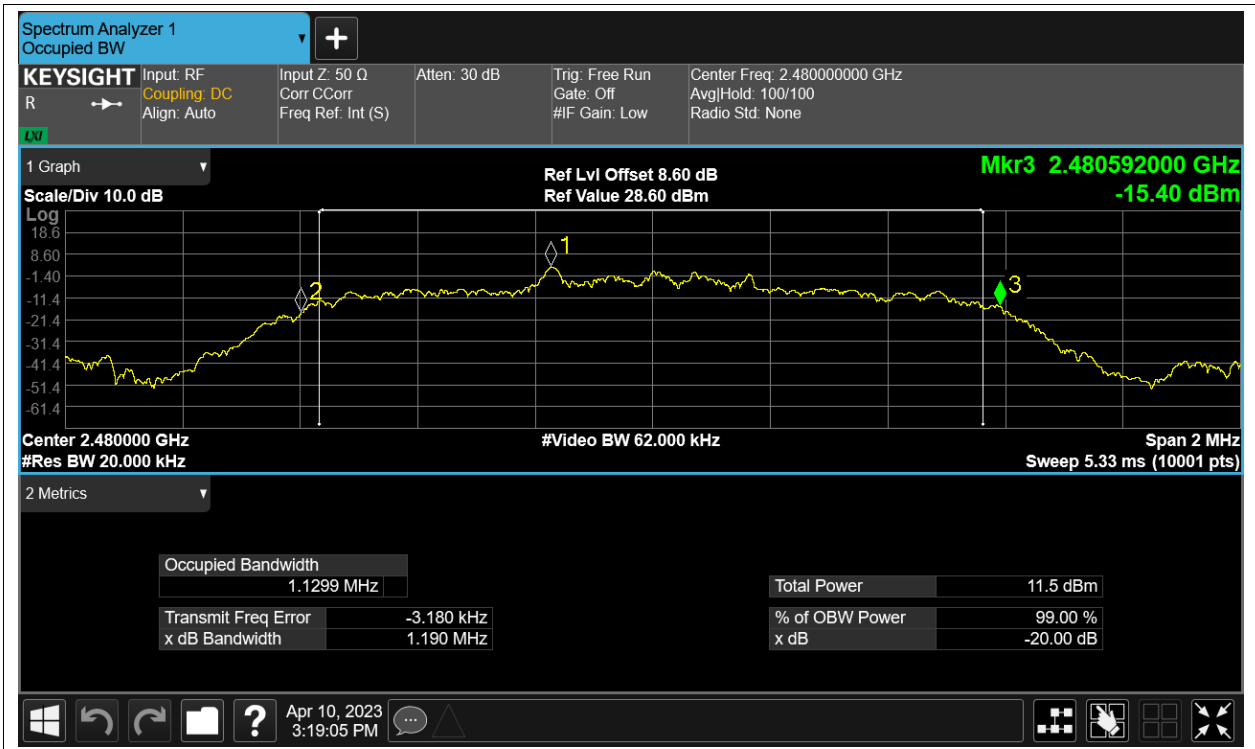 Spectrum Analyzer 1
Occupied BW
KEYSIGHT
R
LXI
Input: RF
Coupling: DC
Align: Auto
Input Z: 50 Ω
Corr CCorr
Freq Ref: Int (S)
Atten: 30 dB
Trig: Free Run
Gate: Off
#IF Gain: Low
Center Freq: 2.480000000 GHz
Avg|Hold: 100/100
Radio Std: None
1 Graph
Scale/Div 10.0 dB
Ref Lvl Offset 8.60 dB
Ref Value 28.60 dBm
Mkr3 2.480592000 GHz
-15.40 dBm
Log
18.6
8.60
-1.40
-11.4
-21.4
-31.4
-41.4
-51.4
-61.4
1
2
3
Center 2.480000 GHz
#Res BW 20.000 kHz
#Video BW 62.000 kHz
Span 2 MHz
Sweep 5.33 ms (10001 pts)
2 Metrics
Occupied Bandwidth
1.1299 MHz
Transmit Freq Error -3.180 kHz
x dB Bandwidth 1.190 MHz
Total Power 11.5 dBm
% of OBW Power 99.00 %
x dB -20.00 dB
?
Apr 10, 2023
3:19:05 PM